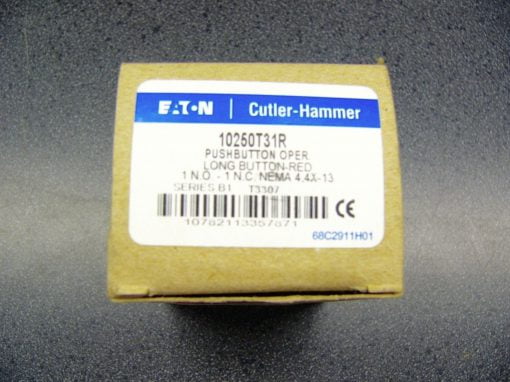 EATON | Cutler-Hammer
10250T31R
PUSHBUTTON OPER
LONG BUTTON-RED
1 N.O. - 1 N.C. NEMA 4,4X-13
SERIES B1 T3307
10782113357871
CE
68C2911H01